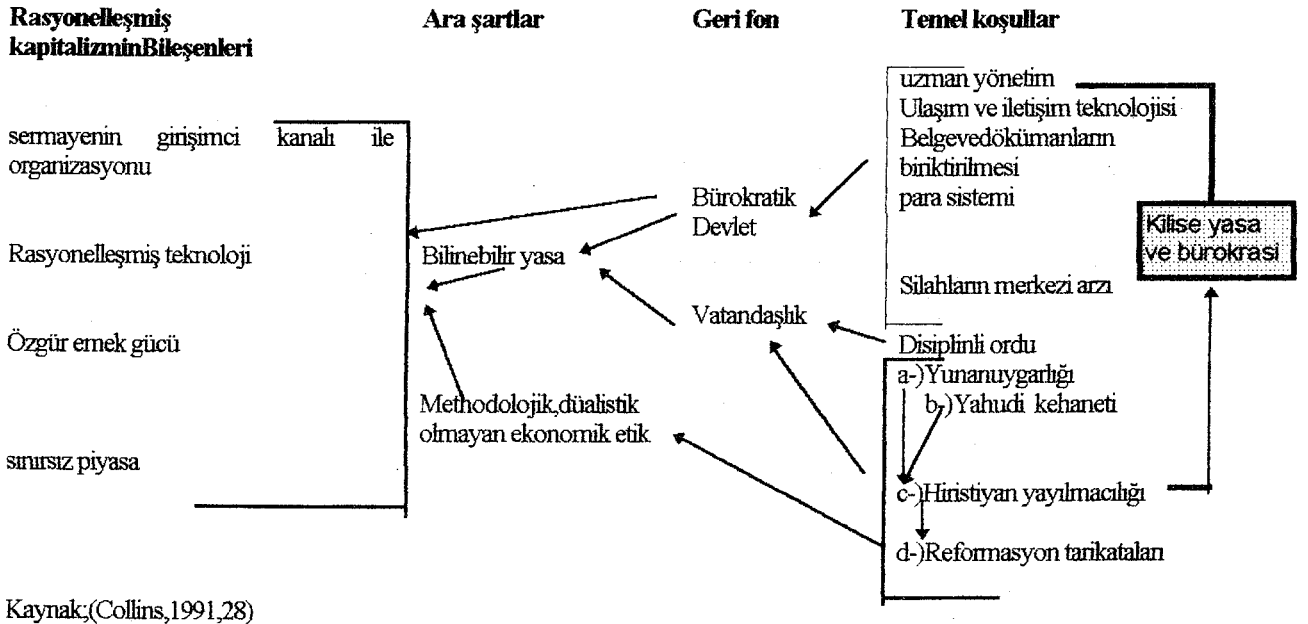 Rasyonelleşmiş
kapitalizminBileşenleri
Ara şartlar
Geri fon
Temel koşullar
sermayenin girişimci kanalı ile
organizasyonu
Rasyonelleşmiş teknoloji
Özgür emek gücü
sınırsız piyasa
Bilinebilir yasa
Methodolojik,düalistik
olmayan ekonomik etik
Bürokratik
Devlet
Vatandaşlık
uzman yönetim
Ulaşım ve iletişim teknolojisi
Belgevedökümanların
biriktirilmesi
para sistemi
Silahların merkezi arzı
Disiplinli ordu
a-)Yunanuygarlığı
b-)Yahudi kehaneti
c-)Hiristiyan yayılmacılığı
d-)Reformasyon tarikataları
Kilise yasa
ve bürokrasi
Kaynak;(Collins,1991,28)